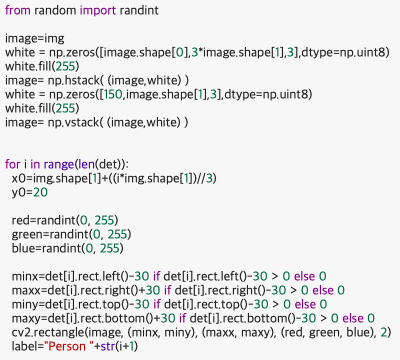 from random import randint
image=img
white = np.zeros([image.shape[0],3*image.shape[1],3],dtype=np.uint8)
white.fill(255)
image= np.hstack( (image,white) )
white = np.zeros([150,image.shape[1],3],dtype=np.uint8)
white.fill(255)
image= np.vstack( (image,white) )
for i in range(len(det)):
x0=img.shape[1]+((i*img.shape[1])//3)
y0=20
red=randint(0, 255)
green=randint(0, 255)
blue=randint(0, 255)
minx=det[i].rect.left()-30 if det[i].rect.left()-30 > 0 else 0
maxx=det[i].rect.right()+30 if det[i].rect.right()-30 > 0 else 0
miny=det[i].rect.top()-30 if det[i].rect.top()-30 > 0 else 0
maxy=det[i].rect.bottom()+30 if det[i].rect.bottom()-30 > 0 else 0
cv2.rectangle(image, (minx, miny), (maxx, maxy), (red, green, blue), 2)
label="Person "+str(i+1)